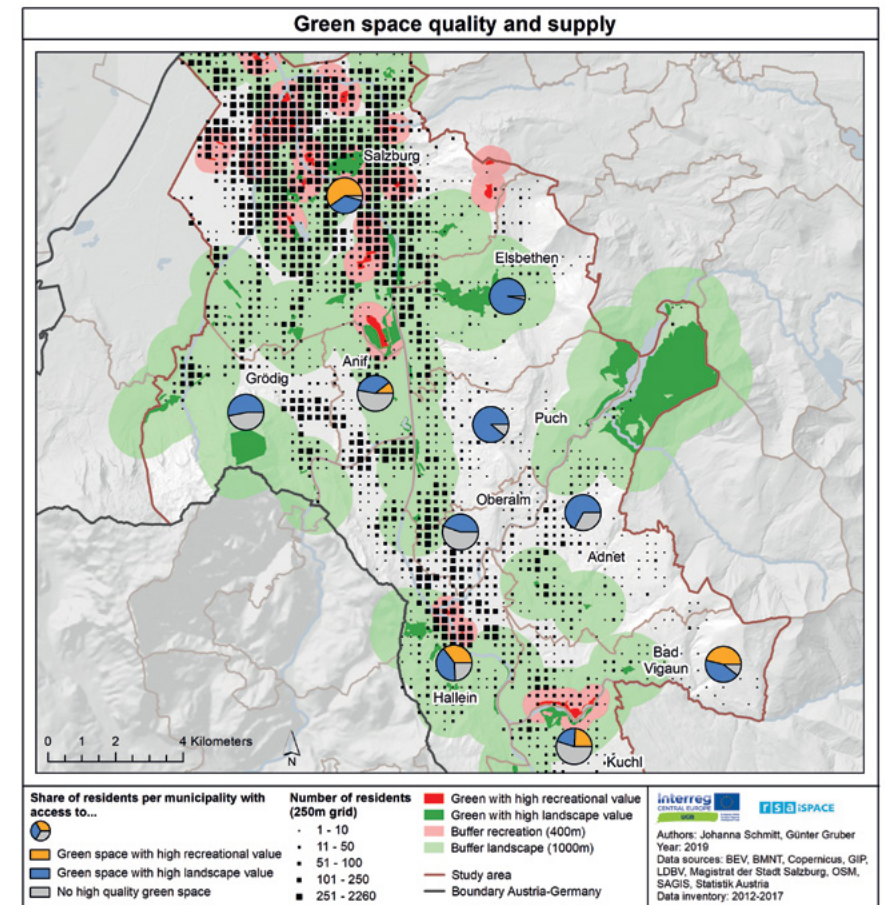 Green space quality and supply
Salzburg
Elsbethen
Anif
Grödig
Puch
Oberalm
Adnet
Bad
Vigaun
Hallein
Kuchl
0 1 2 4 Kilometers
N
Share of residents per municipality with
access to...
Green space with high recreational value
Green space with high landscape value
No high quality green space
Number of residents
(250m grid)
1 - 10
11 - 50
51 - 100
101 - 250
251 - 2260
Green with high recreational value
Green with high landscape value
Buffer recreation (400m)
Buffer landscape (1000m)
Study area
Boundary Austria-Germany
Interreg
CENTRAL EUROPE
UGB
rsa iSPACE
Authors: Johanna Schmitt, Günter Gruber
Year: 2019
Data sources: BEV, BMNT, Copernicus, GIP,
LDBV, Magistrat der Stadt Salzburg, OSM,
SAGIS, Statistik Austria
Data inventory: 2012-2017